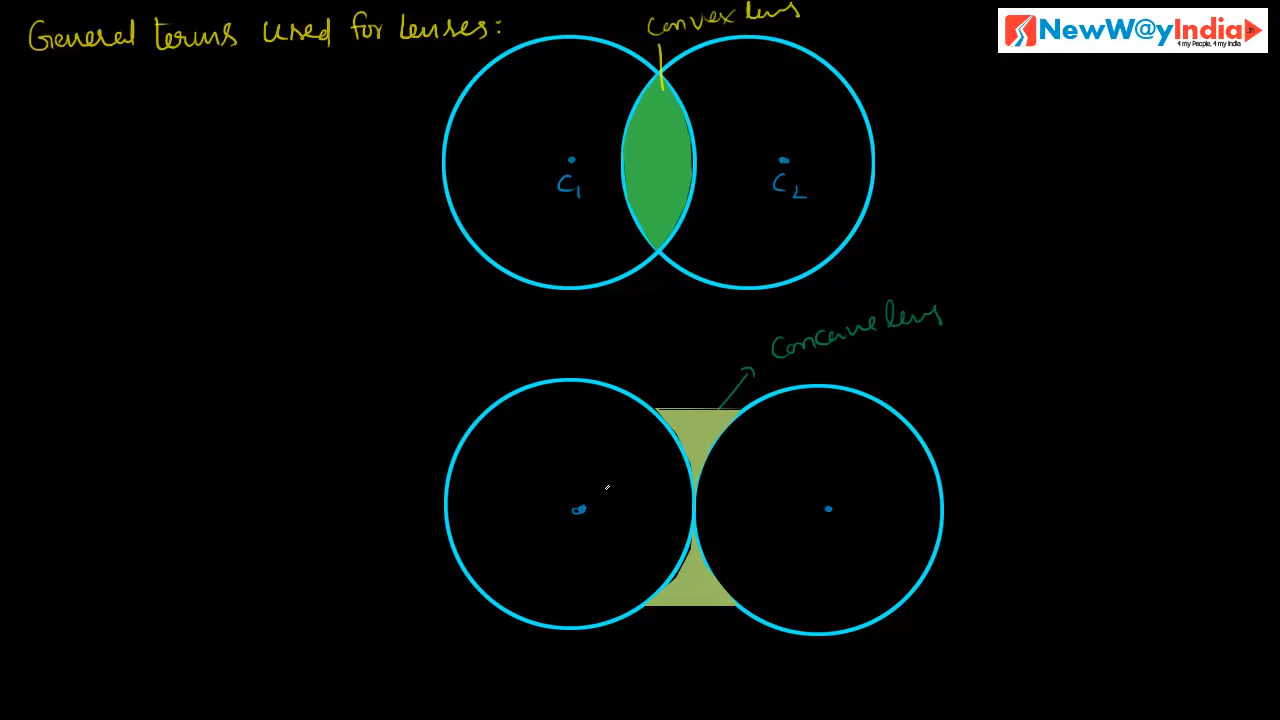 General terms used for Lenses:
Convex lens
NewW@yIndia.in
4 my People, 4 my India
C1
C2
Concave lens